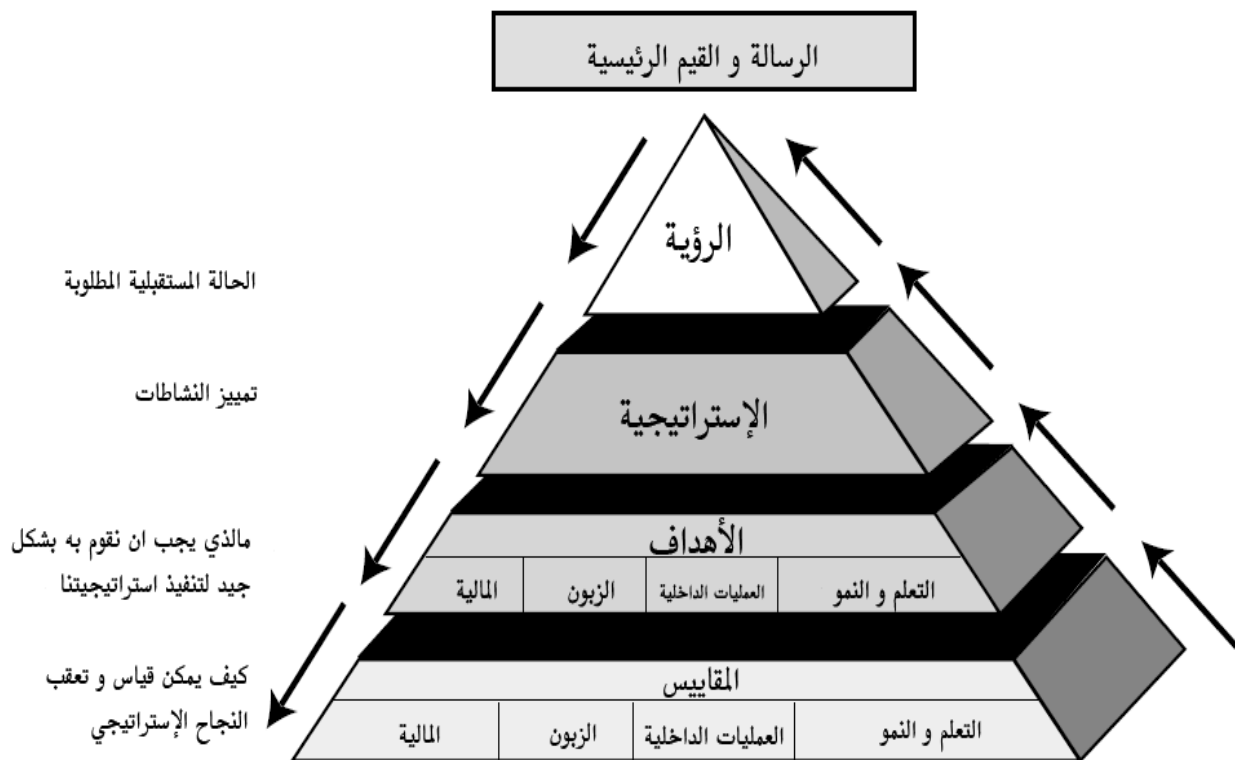 الرسالة و القيم الرئيسية
الرؤية
الحالة المستقبلية المطلوبة
الإستراتيجية
تمييز النشاطات
الأهداف
التعلم و النمو
العمليات الداخلية
الزبون
المالية
مالذي يجب ان نقوم به بشكل
جيد لتنفيذ استراتيجيتنا
المقاييس
التعلم و النمو
العمليات الداخلية
الزبون
المالية
كيف يمكن قياس و تعقب
النجاح الإستراتيجي